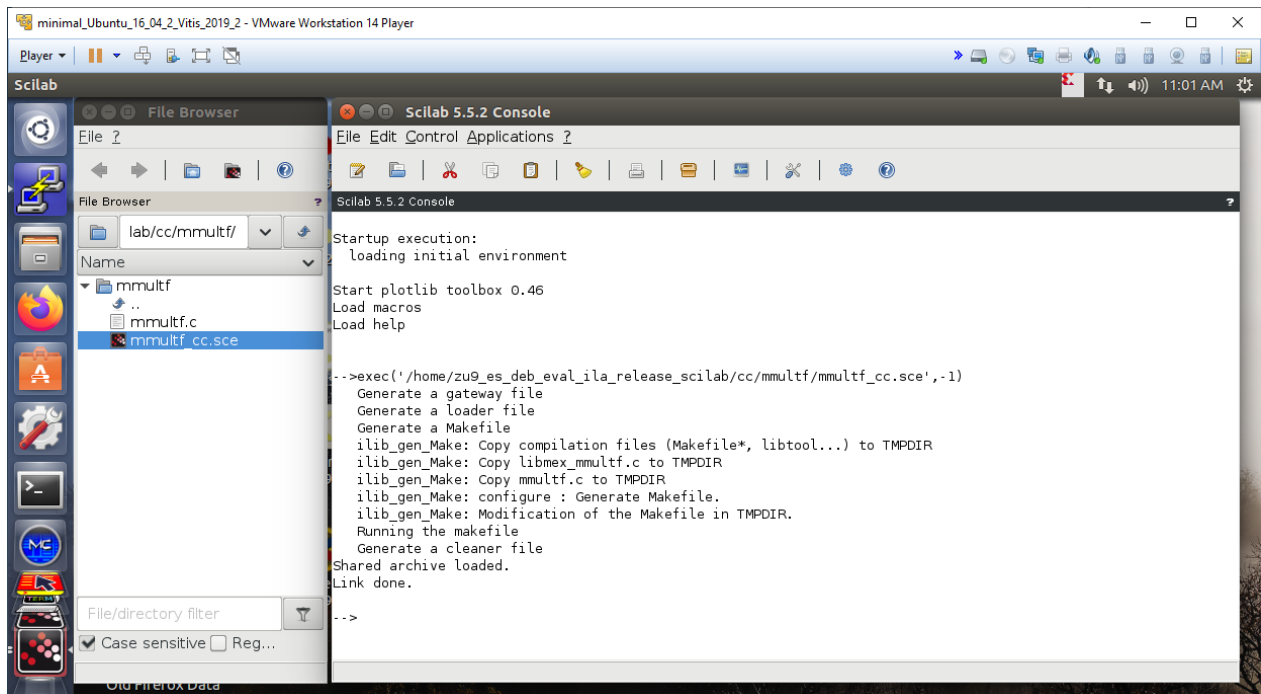 minimal_Ubuntu_16_04_2_Vitis_2019_2 - VMware Workstation 14 Player
Player
Scilab
11:01 AM
File Browser
File ?
File Browser ?
lab/cc/mmultf/
Name
mmultf
..
mmultf.c
mmultf_cc.sce
File/directory filter
Case sensitive Reg...
Scilab 5.5.2 Console
File Edit Control Applications ?
Scilab 5.5.2 Console ?
Startup execution:
loading initial environment
Start plotlib toolbox 0.46
Load macros
Load help
-->exec('/home/zu9_es_deb_eval_ila_release_scilab/cc/mmultf/mmultf_cc.sce',-1)
Generate a gateway file
Generate a loader file
Generate a Makefile
ilib_gen_Make: Copy compilation files (Makefile*, libtool...) to TMPDIR
ilib_gen_Make: Copy libmex_mmultf.c to TMPDIR
ilib_gen_Make: Copy mmultf.c to TMPDIR
ilib_gen_Make: configure : Generate Makefile.
ilib_gen_Make: Modification of the Makefile in TMPDIR.
Running the makefile
Generate a cleaner file
Shared archive loaded.
Link done.
-->
MC
TERM
Old Firefox Data